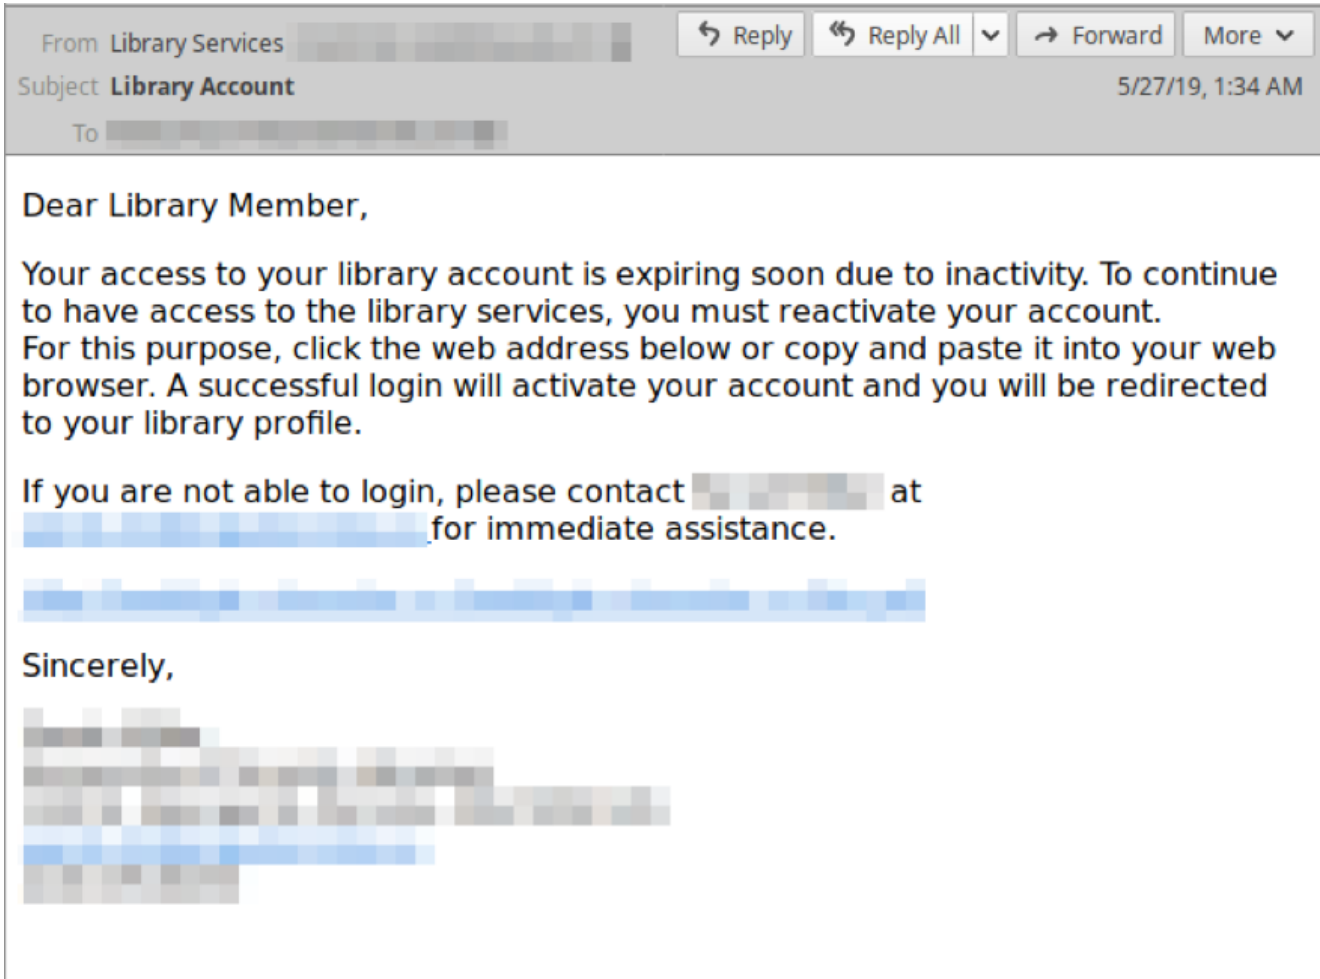 From Library Services
Reply
Reply All
Forward
More
Subject Library Account
5/27/19, 1:34 AM
To
Dear Library Member,
Your access to your library account is expiring soon due to inactivity. To continue
to have access to the library services, you must reactivate your account.
For this purpose, click the web address below or copy and paste it into your web
browser. A successful login will activate your account and you will be redirected
to your library profile.
If you are not able to login, please contact at
for immediate assistance.
Sincerely,